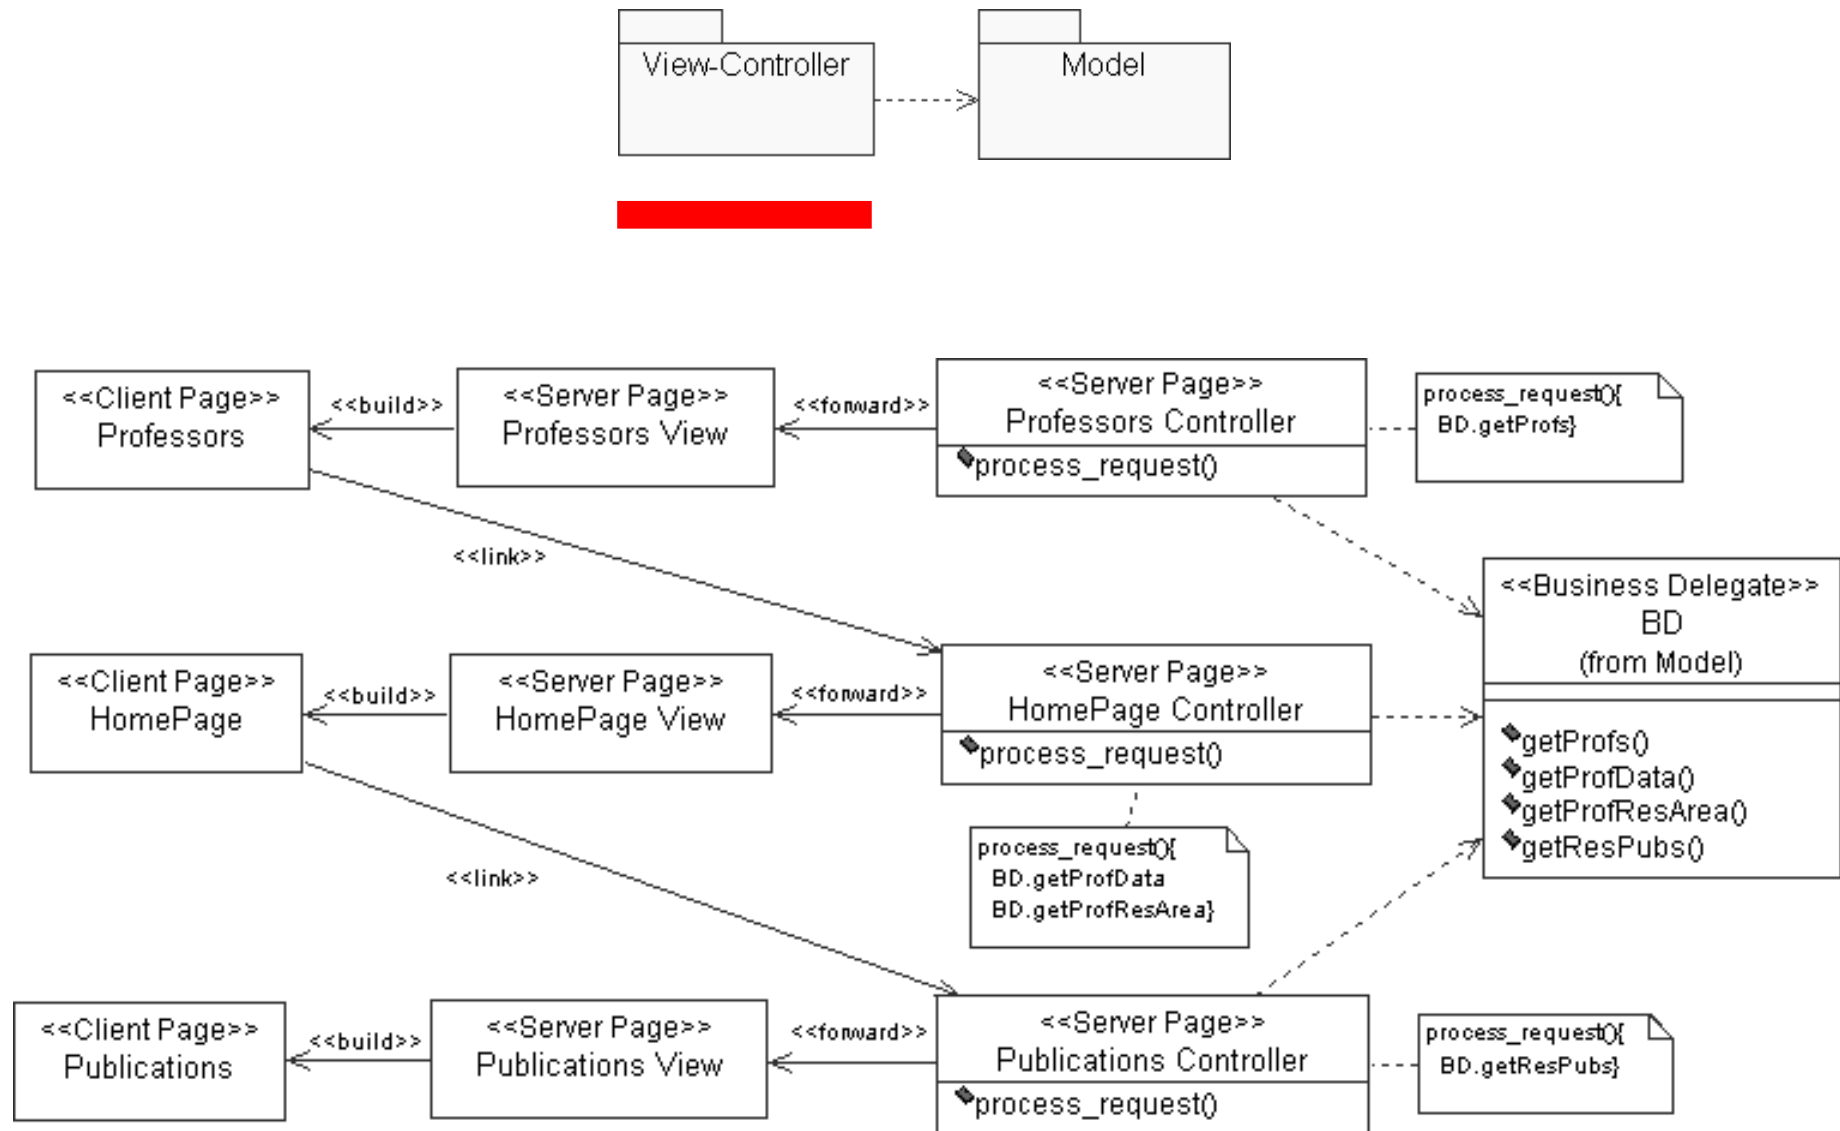 View-Controller
Model
<<Client Page>>
Professors
<<build>>
<<Server Page>>
Professors View
<<forward>>
<<Server Page>>
Professors Controller
process_request()
process_request(){
BD.getProfs}
<<link>>
<<Business Delegate>>
BD
(from Model)
getProfs()
getProfData()
getProfResArea()
getResPubs()
<<Client Page>>
HomePage
<<build>>
<<Server Page>>
HomePage View
<<forward>>
<<Server Page>>
HomePage Controller
process_request()
process_request(){
BD.getProfData
BD.getProfResArea}
<<link>>
<<Client Page>>
Publications
<<build>>
<<Server Page>>
Publications View
<<forward>>
<<Server Page>>
Publications Controller
process_request()
process_request(){
BD.getResPubs}